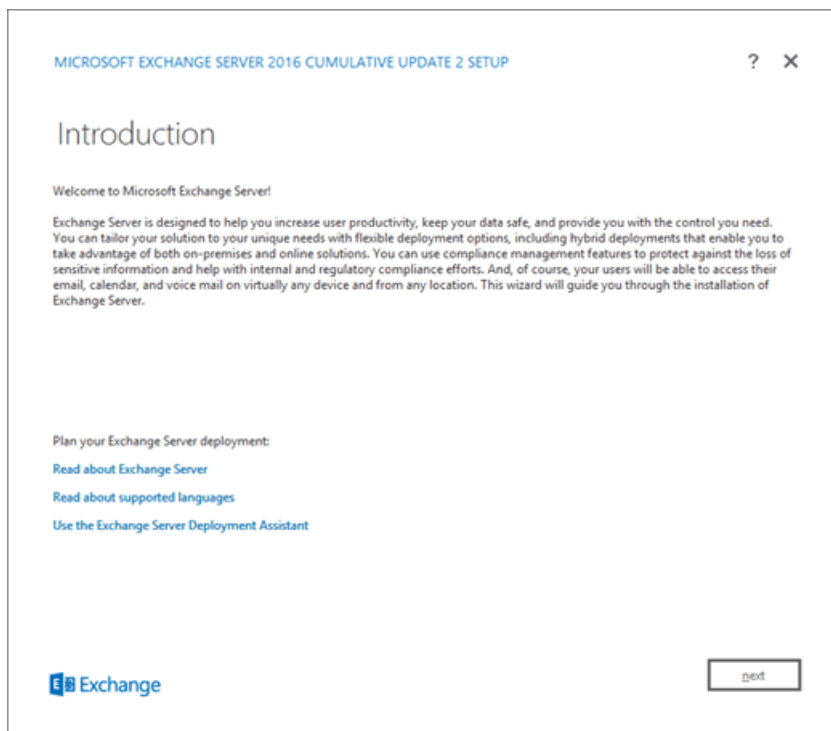 MICROSOFT EXCHANGE SERVER 2016 CUMULATIVE UPDATE 2 SETUP
?
Introduction
Welcome to Microsoft Exchange Server!
Exchange Server is designed to help you increase user productivity, keep your data safe, and provide you with the control you need.
You can tailor your solution to your unique needs with flexible deployment options, including hybrid deployments that enable you to
take advantage of both on-premises and online solutions. You can use compliance management features to protect against the loss of
sensitive information and help with internal and regulatory compliance efforts. And, of course, your users will be able to access their
email, calendar, and voice mail on virtually any device and from any location. This wizard will guide you through the installation of
Exchange Server.
Plan your Exchange Server deployment:
Read about Exchange Server
Read about supported languages
Use the Exchange Server Deployment Assistant
Exchange
next